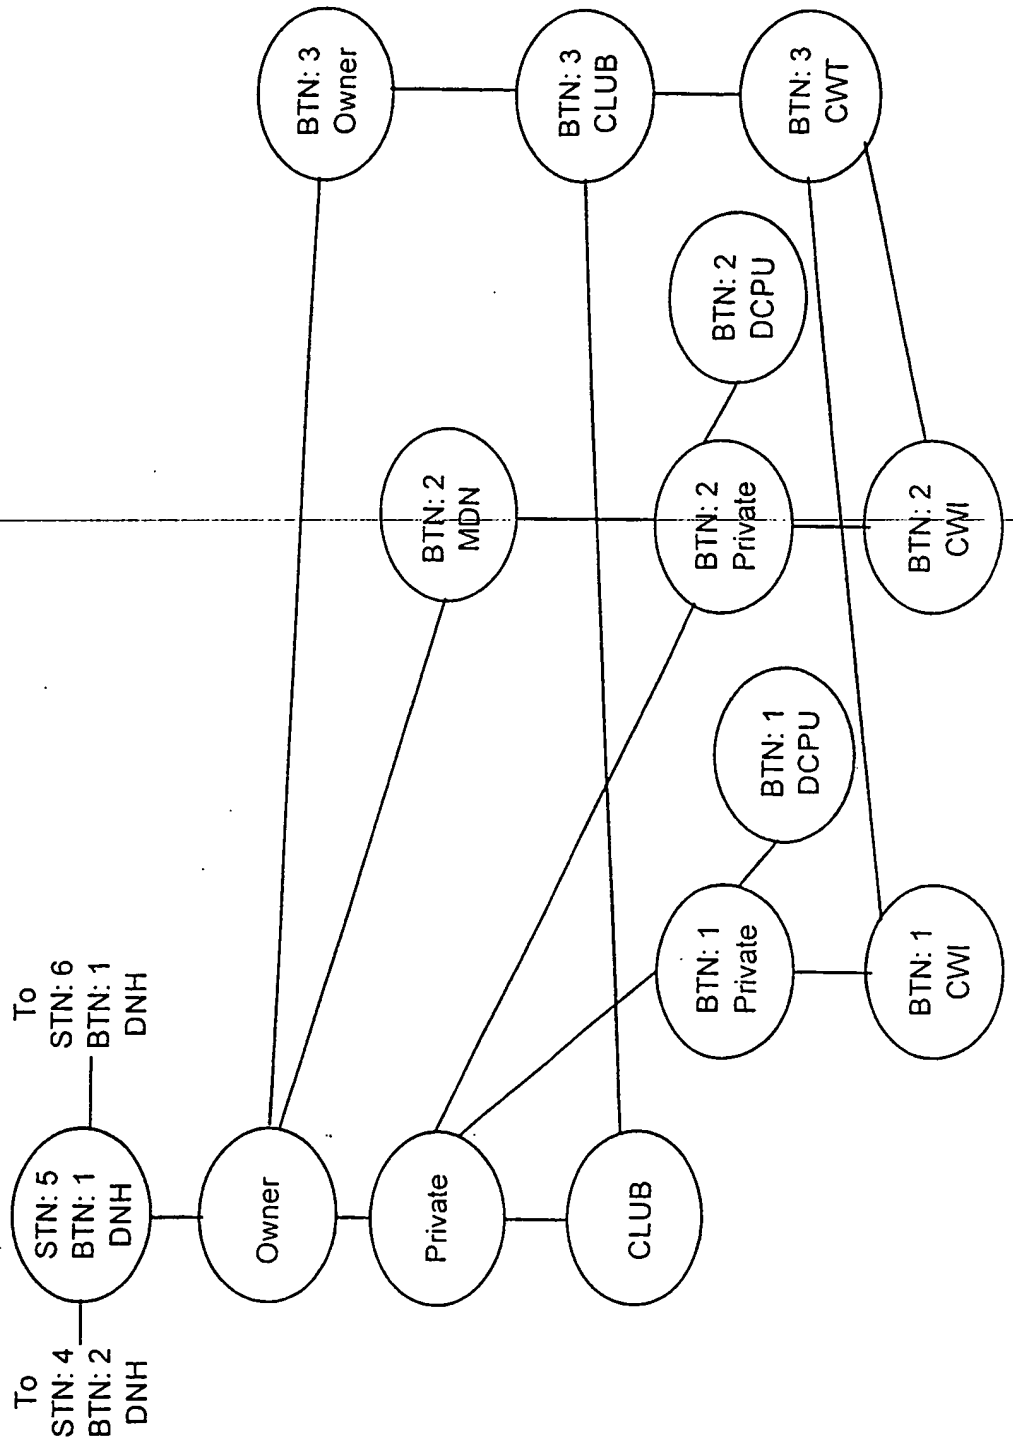 To
STN: 4
BTN: 2
DNH
STN: 5
BTN: 1
DNH
To
STN: 6
BTN: 1
DNH
Owner
BTN: 3
Owner
BTN: 2
MDN
Private
CLUB
BTN: 3
CLUB
BTN: 1
Private
BTN: 1
DCPU
BTN: 2
Private
BTN: 2
DCPU
BTN: 3
CWT
BTN: 1
CWI
BTN: 2
CWI